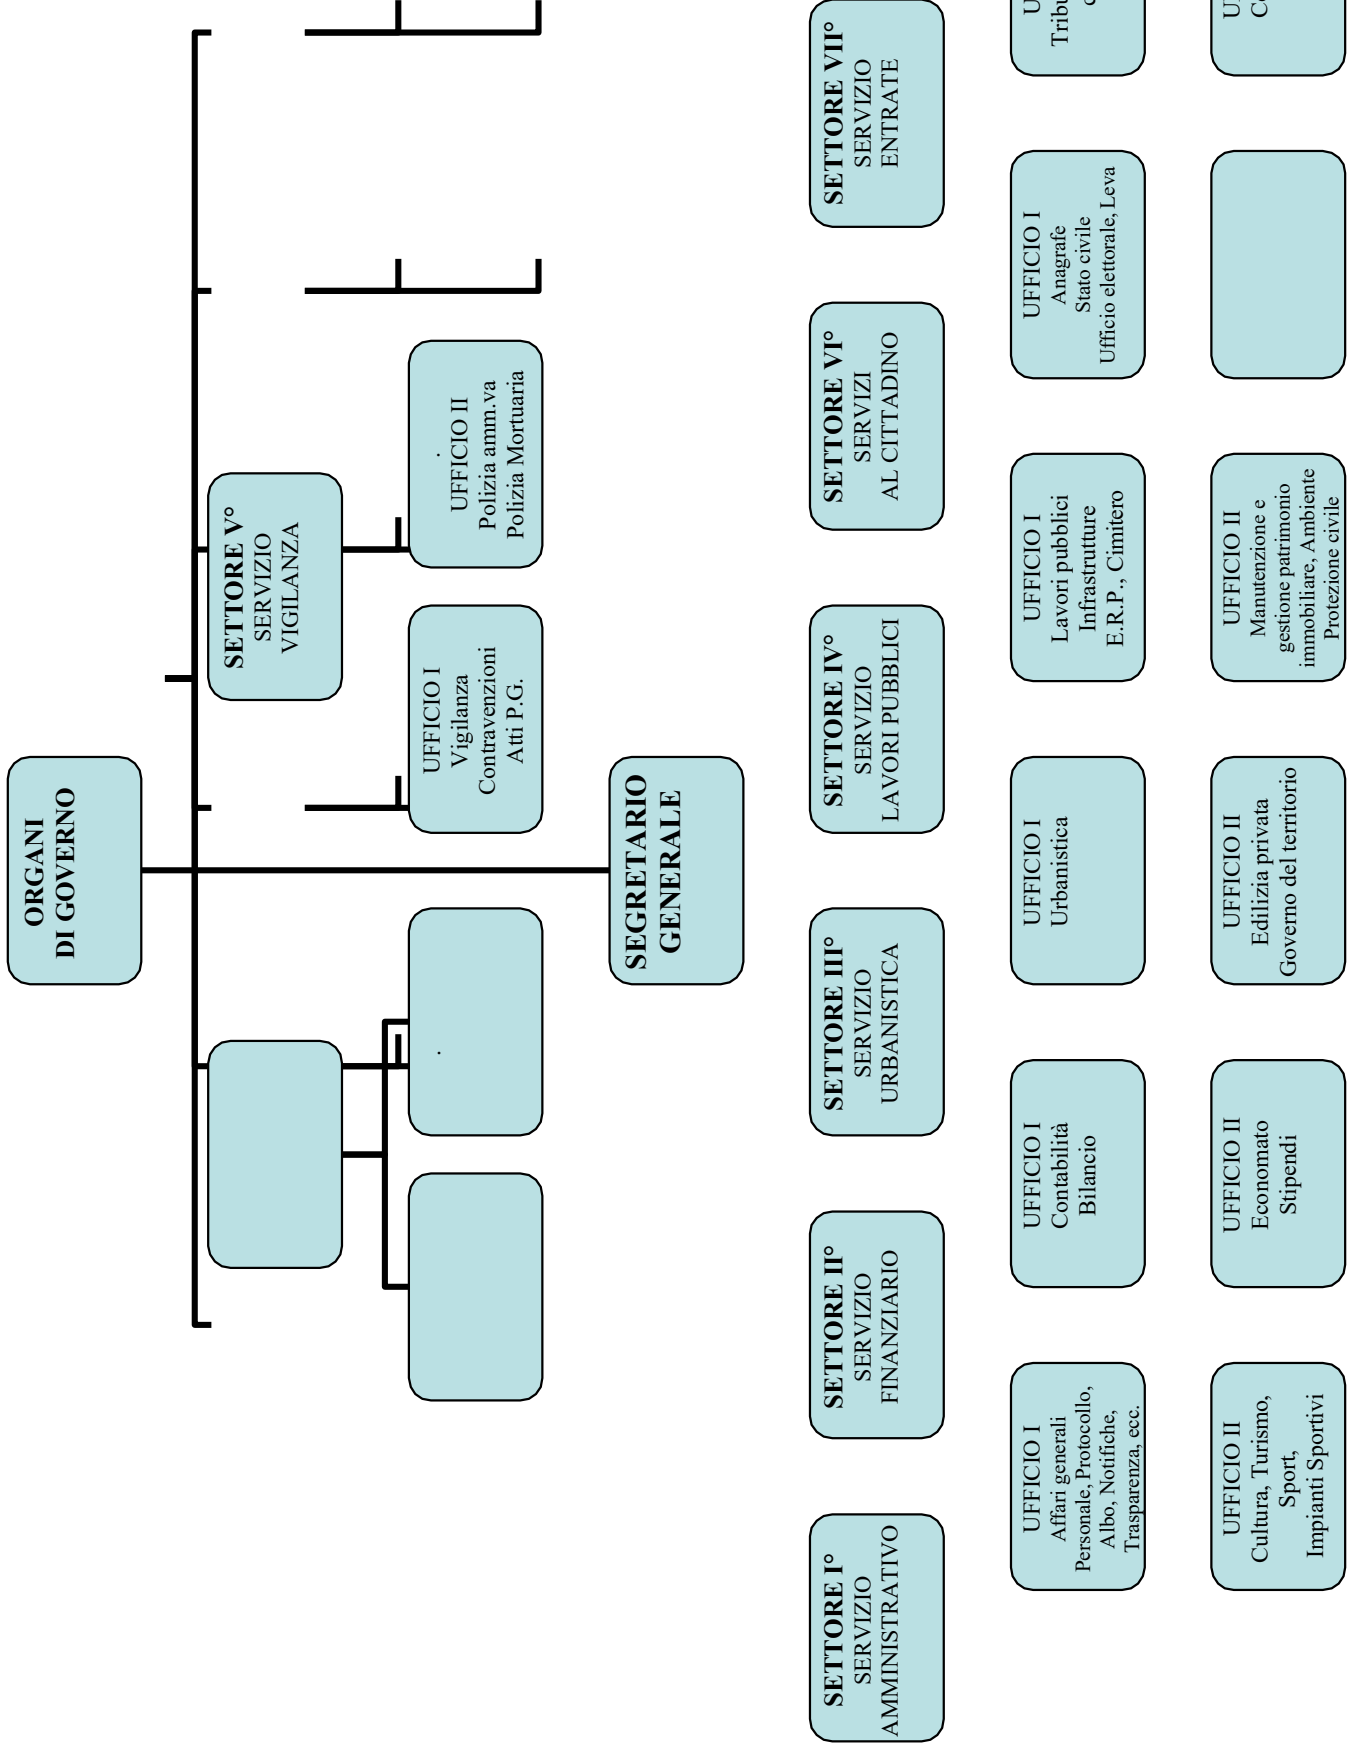 ORGANI
DI GOVERNO
SETTORE V°
SERVIZIO
VIGILANZA
UFFICIO I
Vigilanza
Contravenzioni
Atti P.G.
.
UFFICIO II
Polizia amm.va
Polizia Mortuaria
.
SEGRETARIO
GENERALE
SETTORE I°
SERVIZIO
AMMINISTRATIVO
SETTORE II°
SERVIZIO
FINANZIARIO
SETTORE III°
SERVIZIO
URBANISTICA
SETTORE IV°
SERVIZIO
LAVORI PUBBLICI
SETTORE VI°
SERVIZI
AL CITTADINO
SETTORE VII°
SERVIZIO
ENTRATE
UFFICIO I
Affari generali
Personale, Protocollo,
Albo, Notifiche,
Trasparenza, ecc.
UFFICIO I
Contabilità
Bilancio
UFFICIO I
Urbanistica
UFFICIO I
Lavori pubblici
Infrastrutture
E.R.P., Cimitero
UFFICIO I
Anagrafe
Stato civile
Ufficio elettorale, Leva
UFFICIO II
Cultura, Turismo,
Sport,
Impianti Sportivi
UFFICIO II
Economato
Stipendi
UFFICIO II
Edilizia privata
Governo del territorio
UFFICIO II
Manutenzione e
gestione patrimonio
immobiliare, Ambiente
Protezione civile